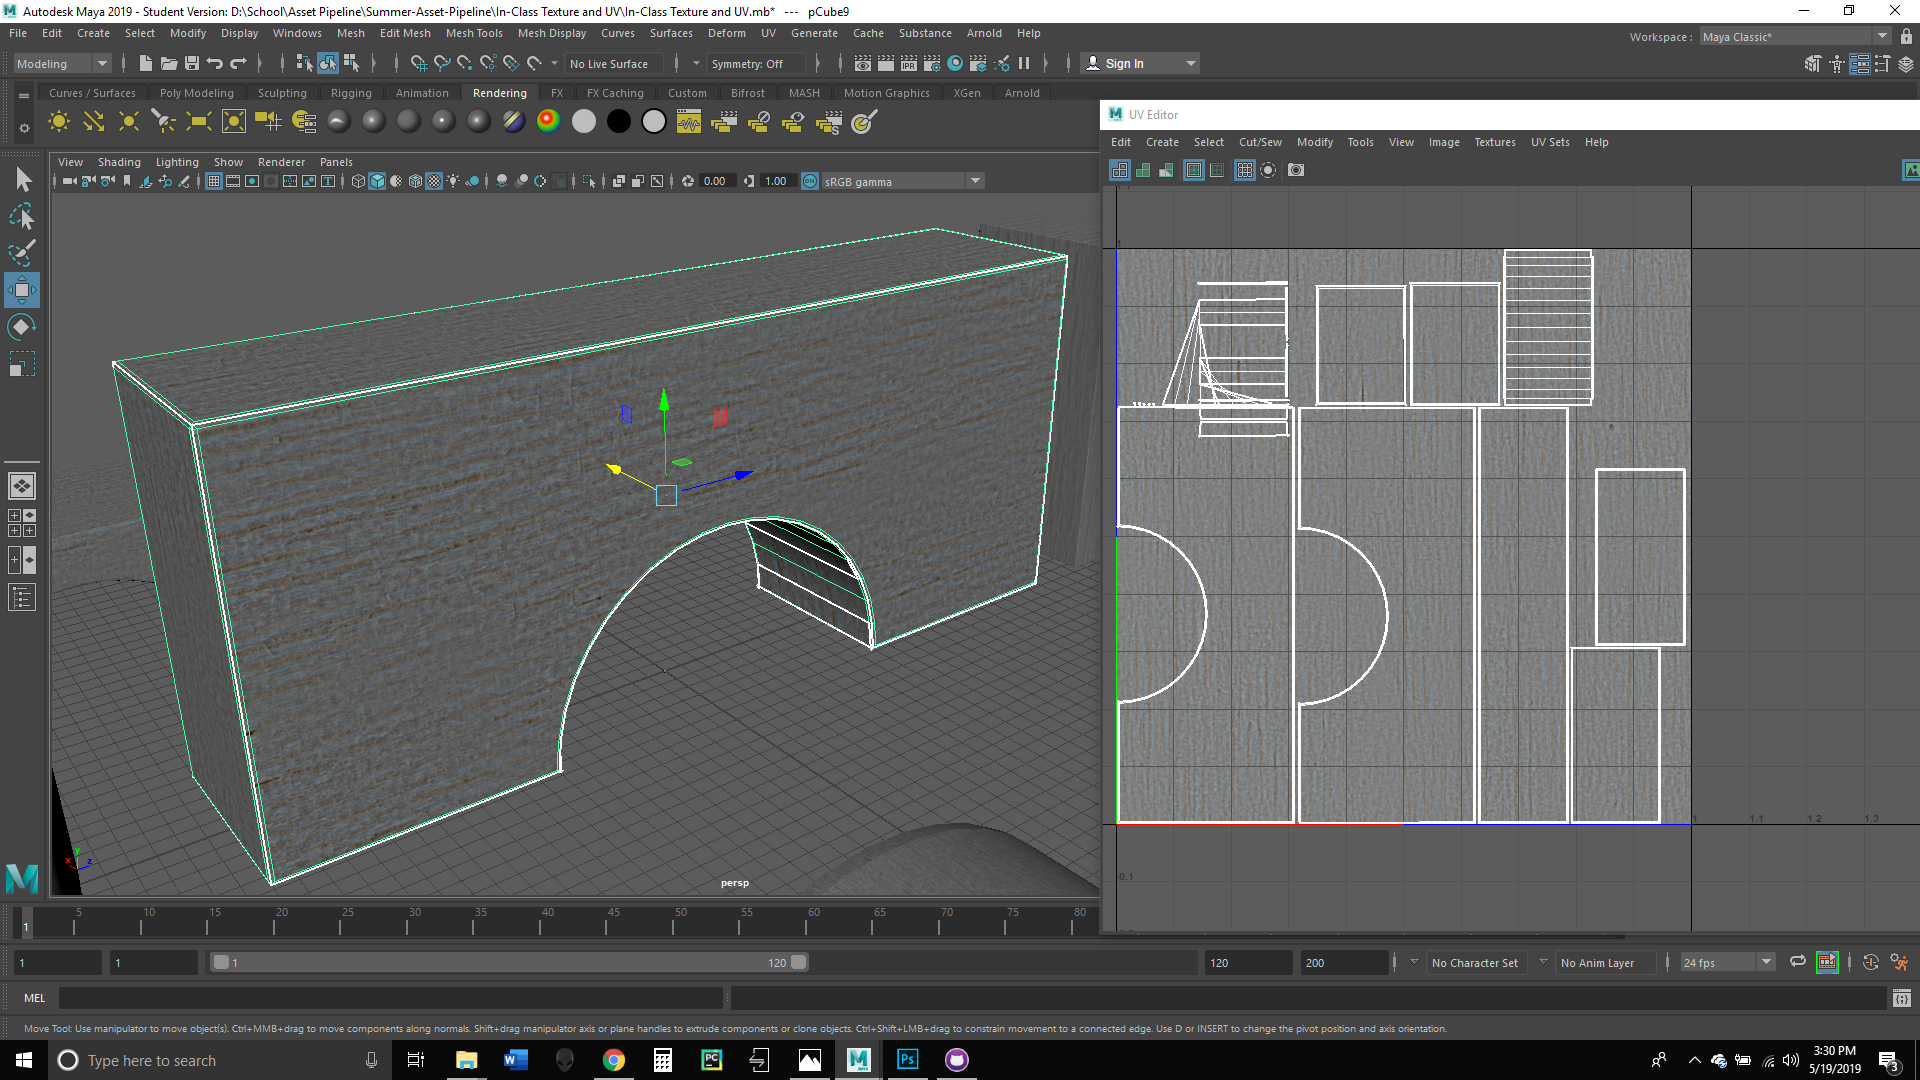 Autodesk Maya 2019 - Student Version: D:\School\Asset Pipeline\Summer-Asset-Pipeline\In-Class Texture and UV\In-Class Texture and UV.mb* --- pCube9
File Edit Create Select Modify Display Windows Mesh Edit Mesh Mesh Tools Mesh Display Curves Surfaces Deform UV Generate Cache Substance Arnold Help
Workspace : Maya Classic*
Modeling No Live Surface Symmetry: Off Sign In
Curves / Surfaces Poly Modeling Sculpting Rigging Animation Rendering FX FX Caching Custom Bifrost MASH Motion Graphics XGen Arnold
UV Editor
Edit Create Select Cut/Sew Modify Tools View Image Textures UV Sets Help
View Shading Lighting Show Renderer Panels
0.00 1.00 sRGB gamma
1
1 1.1 1.2 1.3
-0.1
y
x z
persp
5 10 15 20 25 30 35 40 45 50 55 60 65 70 75 80
1
1 1 1 120 120 200 No Character Set No Anim Layer 24 fps
MEL
Move Tool: Use manipulator to move object(s). Ctrl+MMB+drag to move components along normals. Shift+drag manipulator axis or plane handles to extrude components or clone objects. Ctrl+Shift+LMB+drag to constrain movement to a connected edge. Use D or INSERT to change the pivot position and axis orientation.
Type here to search
3:30 PM
5/19/2019
3